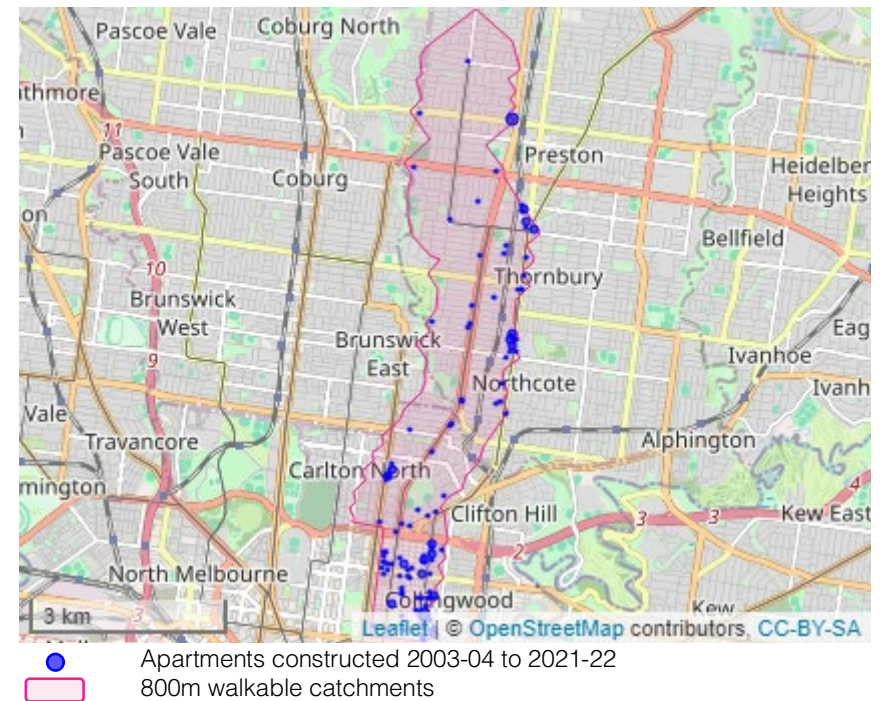 Pascoe Vale
Coburg North
thmore
11
Pascoe Vale
South
Coburg
Preston
Heidelber
Heights
on
Bellfield
10
Thornbury
Brunswick
West
Brunswick
East
Eag
9
Ivanhoe
Northcote
Ivanh
Vale
Travancore
Alphington
Carlton North
mington
4
Clifton Hill
3
3
Kew East
2
North Melbourne
Collingwood
Kew
3 km
3
Leaflet | © OpenStreetMap contributors, CC-BY-SA
Apartments constructed 2003-04 to 2021-22
800m walkable catchments